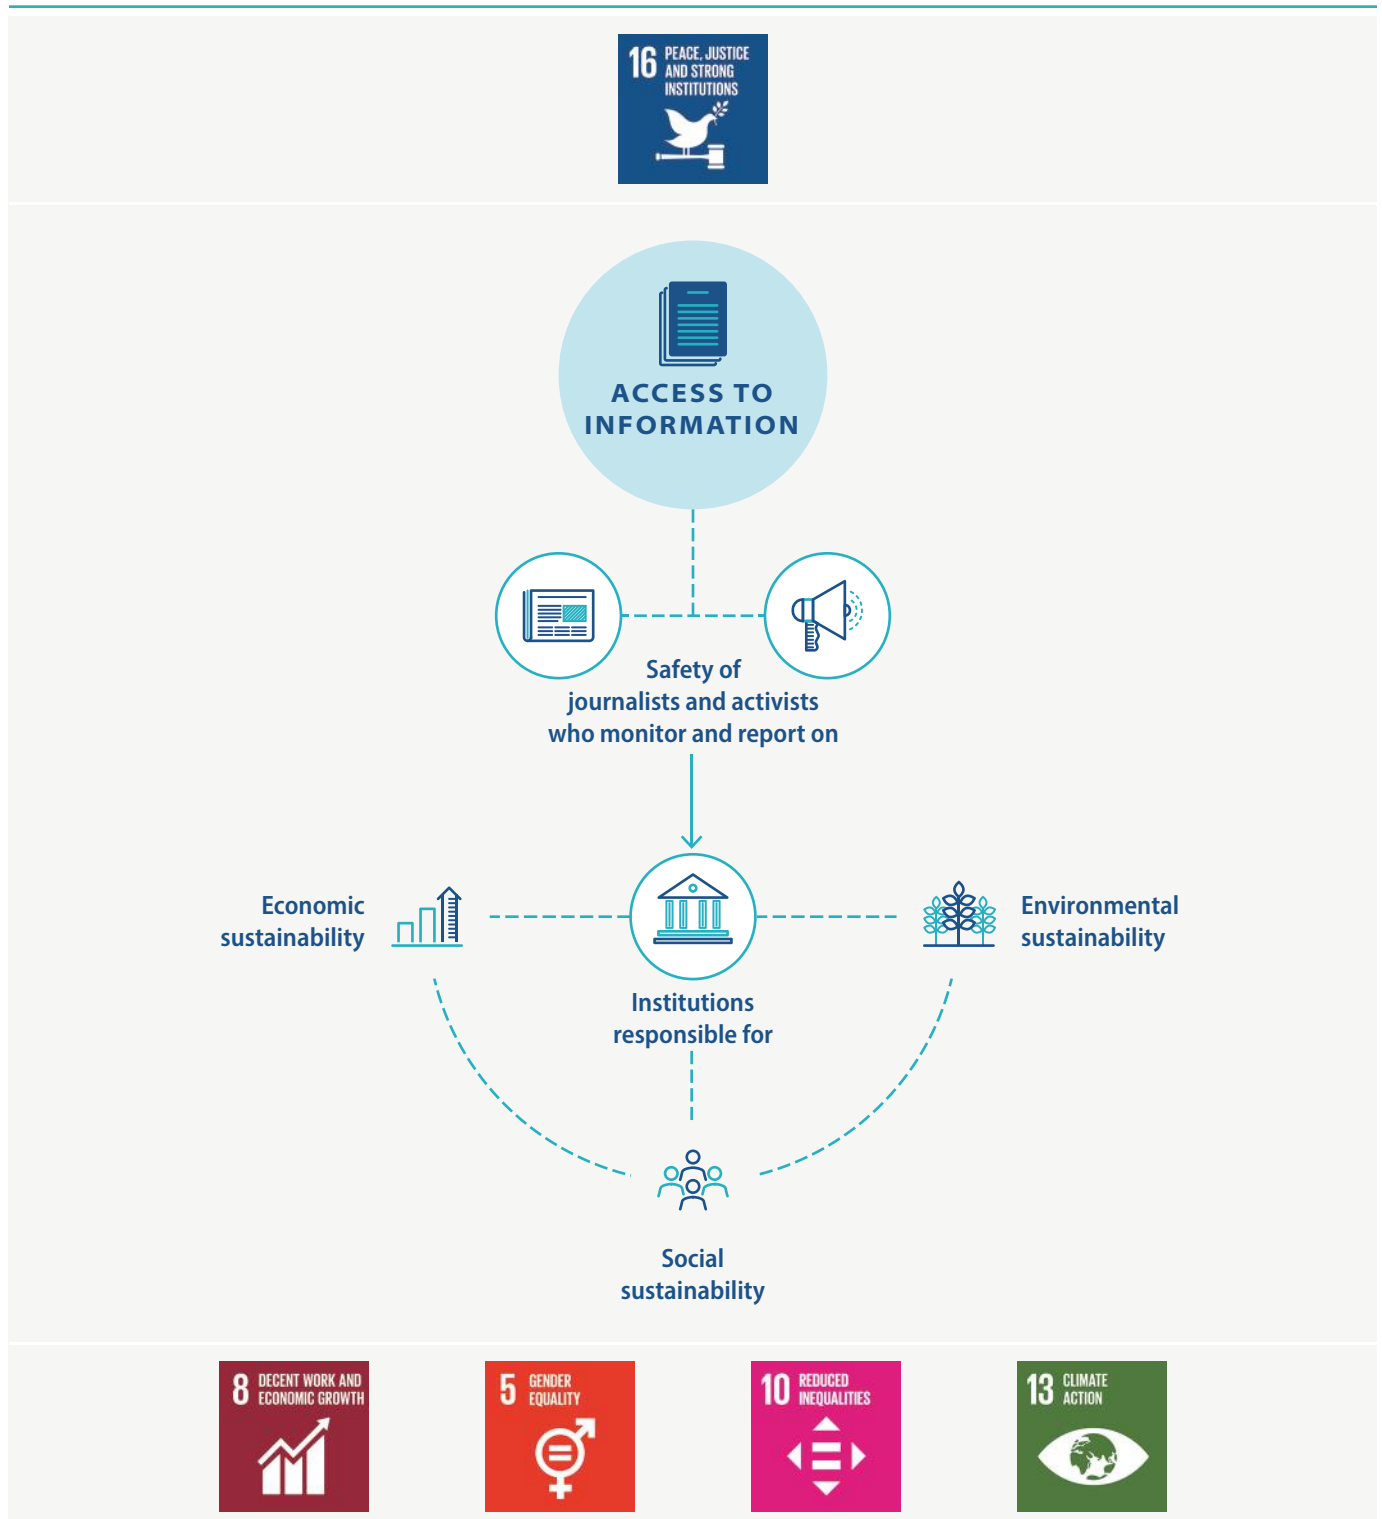 16 PEACE, JUSTICE
AND STRONG
INSTITUTIONS
ACCESS TO
INFORMATION
Safety of
journalists and activists
who monitor and report on
Economic
sustainability
Environmental
sustainability
Institutions
responsible for
Social
sustainability
8 DECENT WORK AND
ECONOMIC GROWTH
5 GENDER
EQUALITY
10 REDUCED
INEQUALITIES
13 CLIMATE
ACTION